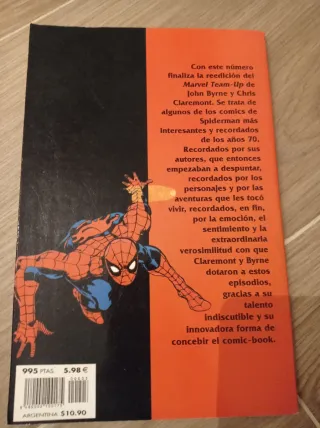 Con este número
finaliza la reedición del
Marvel Team-Up de
John Byrne y Chris
Claremont. Se trata de
algunos de los comics de
Spiderman más
interesantes y recordados
de los años 70.
Recordados por sus
autores, que entonces
empezaban a despuntar,
recordados por los
personajes y por las
aventuras que les tocó
vivir, recordados, en fin,
por la emoción, el
sentimiento y la
extraordinaria
verosimilitud con que
Claremont y Byrne
dotaron a estos
episodios,
gracias a su
talento
indiscutible y su
innovadora forma de
concebir el comic-book.
995 PTAS. 5.98 €
ARGENTINA $10.90